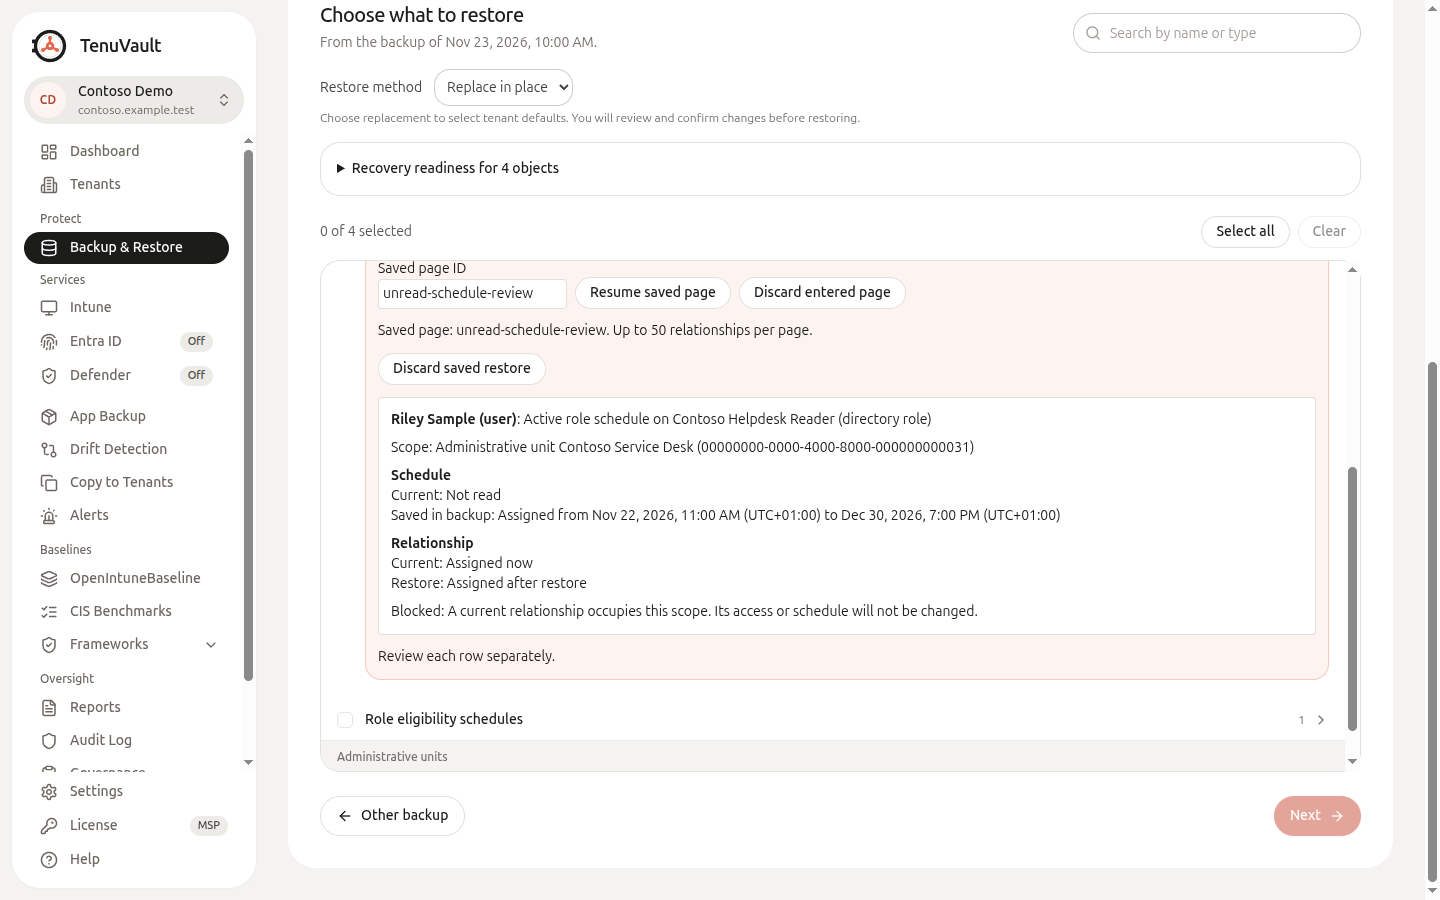 TenuVault
CD
Contoso Demo
contoso.example.test
Dashboard
Tenants
Protect
Backup & Restore
Services
Intune
Entra ID
Off
Defender
Off
App Backup
Drift Detection
Copy to Tenants
Alerts
Baselines
OpenIntuneBaseline
CIS Benchmarks
Frameworks
Oversight
Reports
Audit Log
Governance
Settings
License
MSP
Help
Choose what to restore
From the backup of Nov 23, 2026, 10:00 AM.
Search by name or type
Restore method
Replace in place
Choose replacement to select tenant defaults. You will review and confirm changes before restoring.
Recovery readiness for 4 objects
0 of 4 selected
Select all
Clear
Saved page ID
unread-schedule-review
Resume saved page
Discard entered page
Saved page: unread-schedule-review. Up to 50 relationships per page.
Discard saved restore
Riley Sample (user): Active role schedule on Contoso Helpdesk Reader (directory role)
Scope: Administrative unit Contoso Service Desk (00000000-0000-4000-8000-000000000031)
Schedule
Current: Not read
Saved in backup: Assigned from Nov 22, 2026, 11:00 AM (UTC+01:00) to Dec 30, 2026, 7:00 PM (UTC+01:00)
Relationship
Current: Assigned now
Restore: Assigned after restore
Blocked: A current relationship occupies this scope. Its access or schedule will not be changed.
Review each row separately.
Role eligibility schedules
1
Administrative units
Other backup
Next